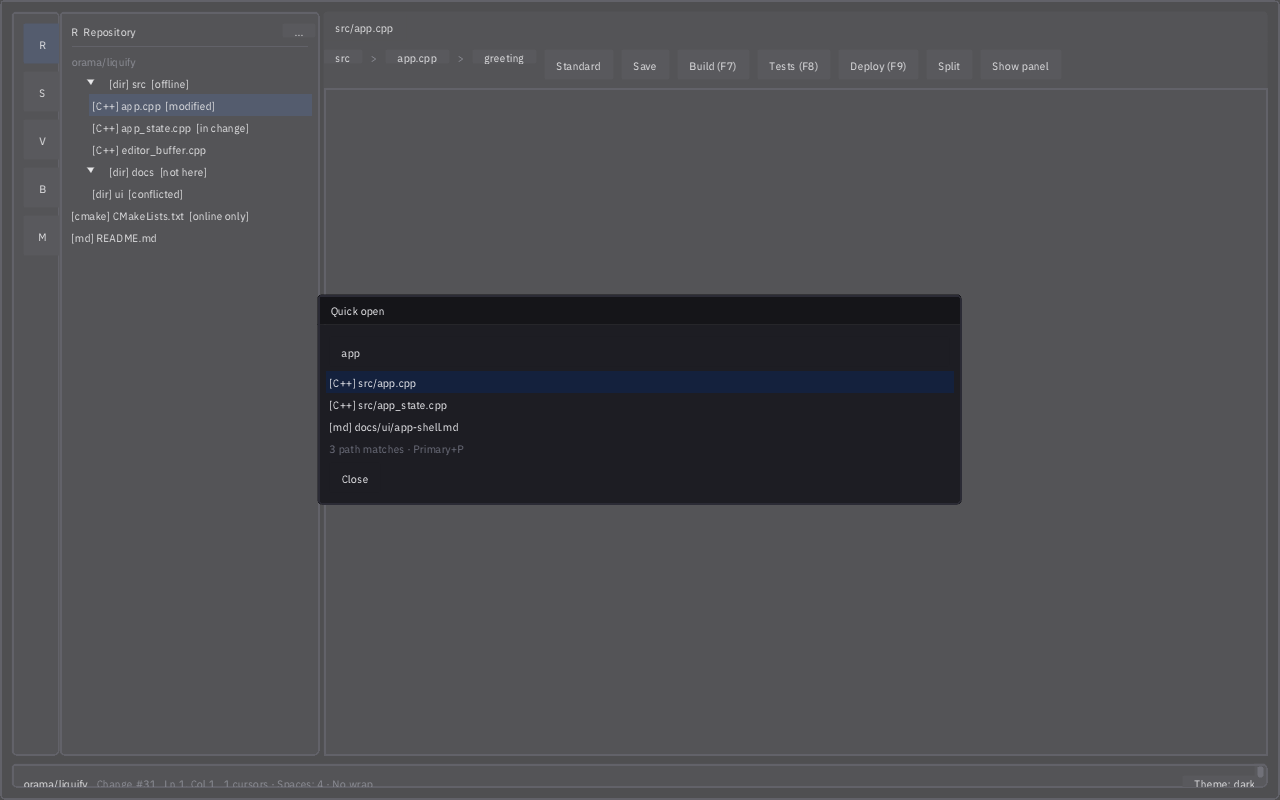 R
S
V
B
M
R Repository
...
orama/liquify
[dir] src [offline]
[C++] app.cpp [modified]
[C++] app_state.cpp [in change]
[C++] editor_buffer.cpp
[dir] docs [not here]
[dir] ui [conflicted]
[cmake] CMakeLists.txt [online only]
[md] README.md
src/app.cpp
src > app.cpp > greeting Standard Save Build (F7) Tests (F8) Deploy (F9) Split Show panel
Quick open
app
[C++] src/app.cpp
[C++] src/app_state.cpp
[md] docs/ui/app-shell.md
3 path matches · Primary+P
Close
orama/liquify Change #31 Ln 1, Col 1 1 cursors · Spaces: 4 · No wrap Theme: dark